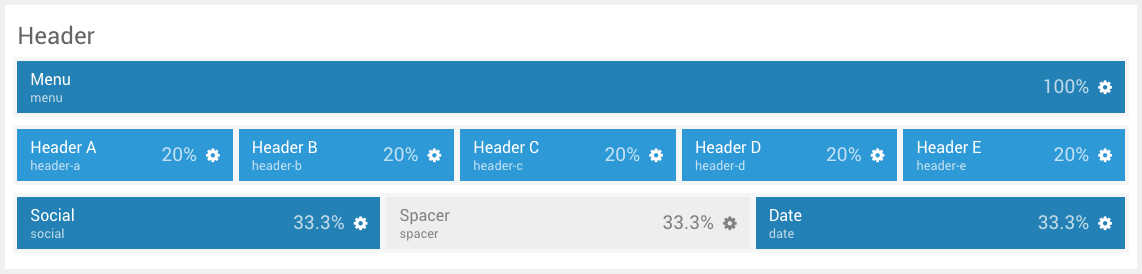 Header
Menu
menu
100%
Header A
header-a
20%
Header B
header-b
20%
Header C
header-c
20%
Header D
header-d
20%
Header E
header-e
20%
Social
social
33.3%
Spacer
spacer
33.3%
Date
date
33.3%